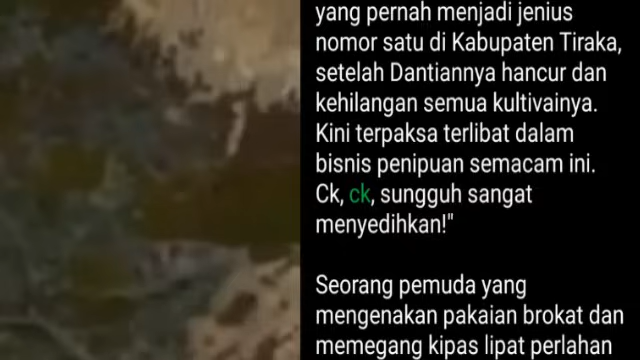 yang pernah menjadi jenius
nomor satu di Kabupaten Tiraka,
setelah Dantiannya hancur dan
kehilangan semua kultivainya.
Kini terpaksa terlibat dalam
bisnis penipuan semacam ini.
Ck, ck, sungguh sangat
menyedihkan!"
Seorang pemuda yang
mengenakan pakaian brokat dan
memegang kipas lipat perlahan